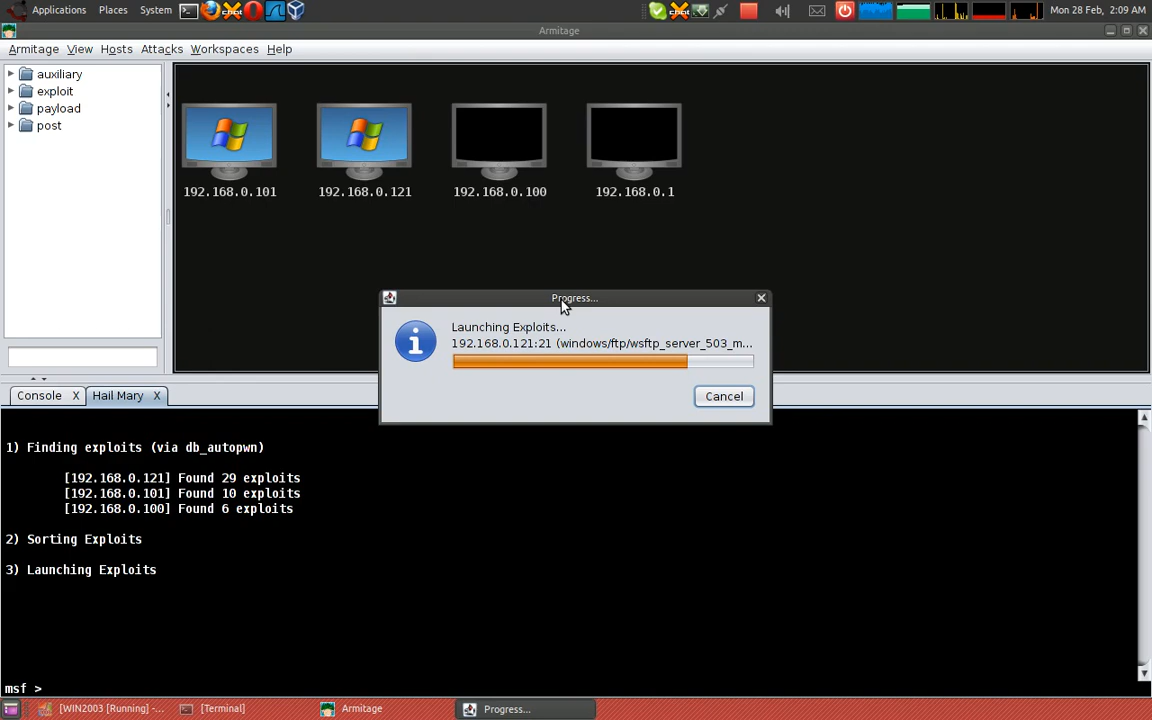 Applications Places System
Mon 28 Feb, 2:09 AM
Armitage
Armitage View Hosts Attacks Workspaces Help
auxiliary
exploit
payload
post
192.168.0.101
192.168.0.121
192.168.0.100
192.168.0.1
Progress...
Launching Exploits...
192.168.0.121:21 (windows/ftp/wsftp_server_503_m...
Cancel
Console X Hail Mary X
1) Finding exploits (via db_autopwn)
[192.168.0.121] Found 29 exploits
[192.168.0.101] Found 10 exploits
[192.168.0.100] Found 6 exploits
2) Sorting Exploits
3) Launching Exploits
msf >
[WIN2003 [Running] -... [Terminal] Armitage Progress...